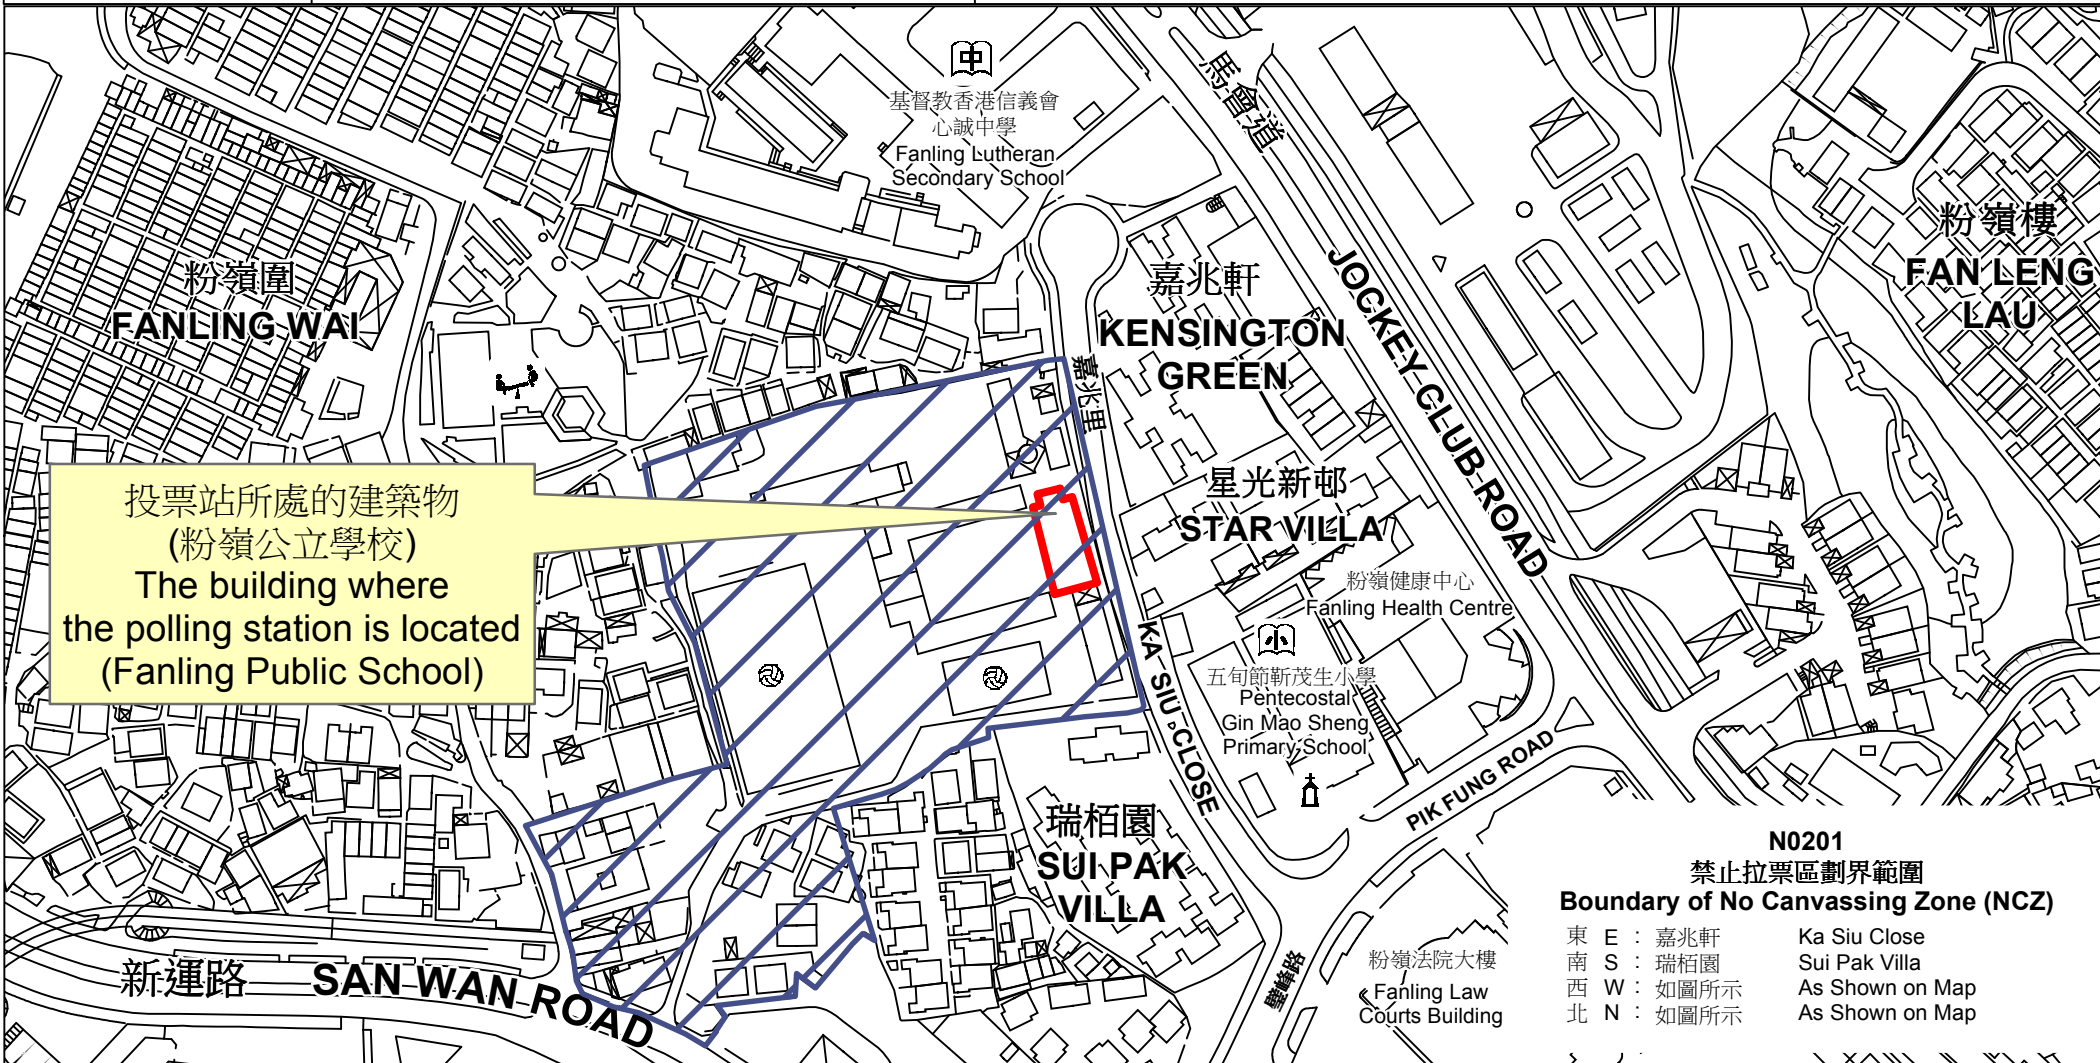 中
基督教香港信義會
心誠中學
Fanling Lutheran
Secondary School
馬會道
粉嶺樓
FAN LENG
LAU
粉嶺圍
FANLING WAI
嘉兆軒
KENSINGTON
GREEN
JOCKEY CLUB ROAD
嘉兆里
投票站所處的建築物
(粉嶺公立學校)
The building where
the polling station is located
(Fanling Public School)
星光新邨
STAR VILLA
粉嶺健康中心
Fanling Health Centre
小
五旬節靳茂生小學
Pentecostal
Gin Mao Sheng
Primary School
KA SIU CLOSE
PIK FUNG ROAD
瑞栢園
SUI PAK
VILLA
新運路
SAN WAN ROAD
璧峰路
粉嶺法院大樓
Fanling Law
Courts Building
N0201
禁止拉票區劃界範圍
Boundary of No Canvassing Zone (NCZ)
東 E : 嘉兆軒 Ka Siu Close
南 S : 瑞栢園 Sui Pak Villa
西 W : 如圖所示 As Shown on Map
北 N : 如圖所示 As Shown on Map